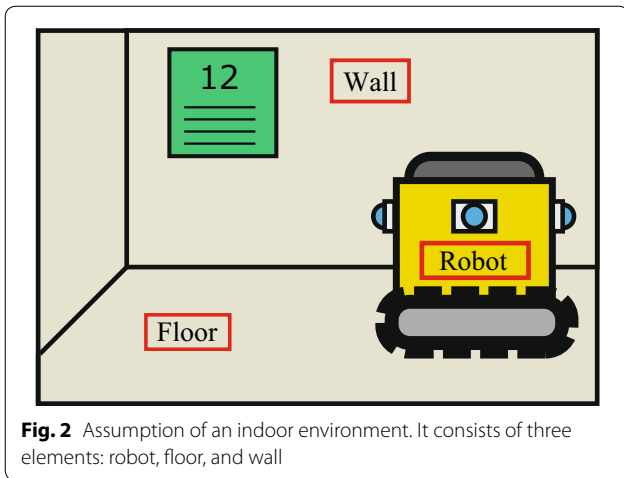 12
Wall
Robot
Floor
Fig. 2 Assumption of an indoor environment. It consists of three
elements: robot, floor, and wall